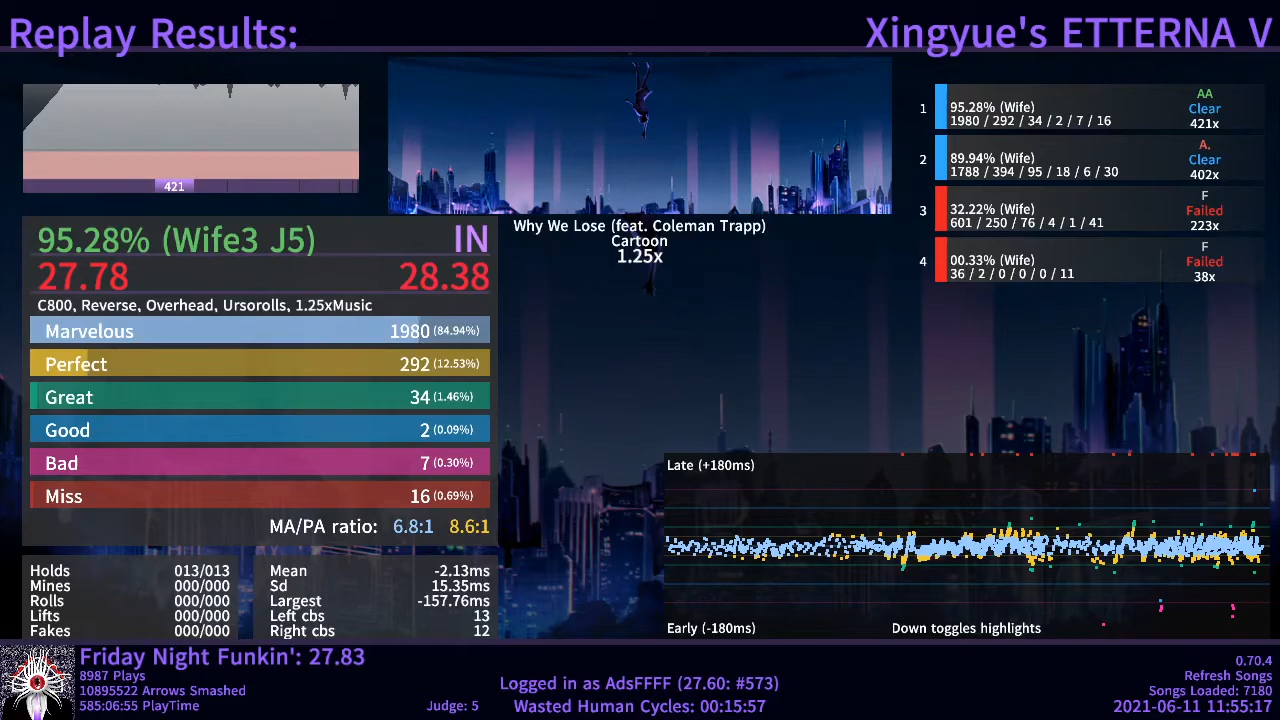 Replay Results:
Xingyue's ETTERNA V
421
Why We Lose (feat. Coleman Trapp)
Cartoon
1.25x
1
95.28% (Wife)
1980 / 292 / 34 / 2 / 7 / 16
AA
Clear
421x
2
89.94% (Wife)
1788 / 394 / 95 / 18 / 6 / 30
A.
Clear
402x
3
32.22% (Wife)
601 / 250 / 76 / 4 / 1 / 41
F
Failed
223x
4
00.33% (Wife)
36 / 2 / 0 / 0 / 0 / 11
F
Failed
38x
95.28% (Wife3 J5) IN
27.78 28.38
C800, Reverse, Overhead, Ursorolls, 1.25xMusic
Marvelous 1980 (84.94%)
Perfect 292 (12.53%)
Great 34 (1.46%)
Good 2 (0.09%)
Bad 7 (0.30%)
Miss 16 (0.69%)
MA/PA ratio: 6.8:1 8.6:1
Holds 013/013
Mines 000/000
Rolls 000/000
Lifts 000/000
Fakes 000/000
Mean -2.13ms
Sd 15.35ms
Largest -157.76ms
Left cbs 13
Right cbs 12
Late (+180ms)
Early (-180ms)
Down toggles highlights
Friday Night Funkin': 27.83
8987 Plays
10895522 Arrows Smashed
585:06:55 PlayTime
Judge: 5
Logged in as AdsFFFF (27.60: #573)
Wasted Human Cycles: 00:15:57
0.70.4
Refresh Songs
Songs Loaded: 7180
2021-06-11 11:55:17